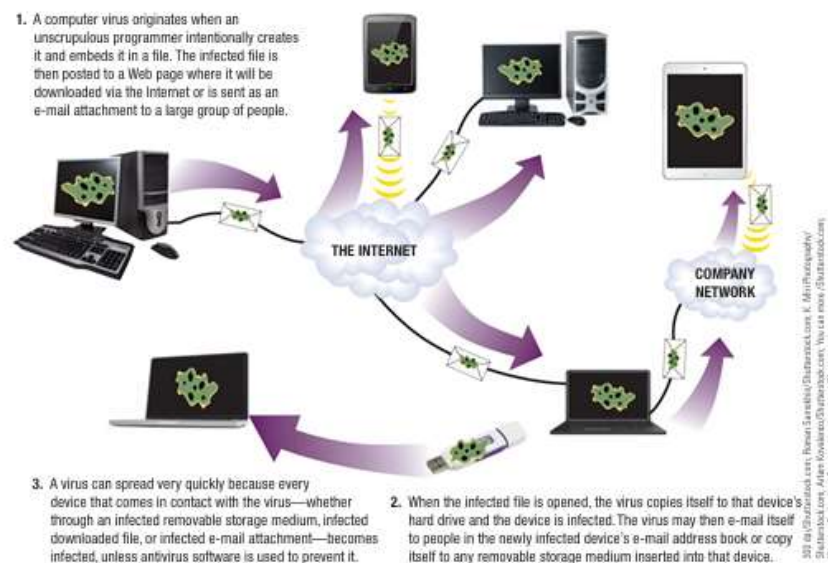 1. A computer virus originates when an
unscrupulous programmer intentionally creates
it and embeds it in a file. The infected file is
then posted to a Web page where it will be
downloaded via the Internet or is sent as an
e-mail attachment to a large group of people.
THE INTERNET
COMPANY
NETWORK
3. A virus can spread very quickly because every
device that comes in contact with the virus—whether
through an infected removable storage medium, infected
downloaded file, or infected e-mail attachment—becomes
infected, unless antivirus software is used to prevent it.
2. When the infected file is opened, the virus copies itself to that device's
hard drive and the device is infected. The virus may then e-mail itself
to people in the newly infected device's e-mail address book or copy
itself to any removable storage medium inserted into that device.